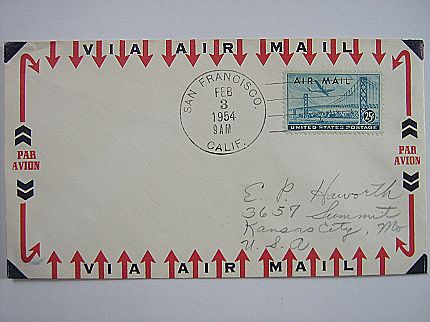 VIA AIR MAIL
SAN FRANCISCO.
FEB
3
1954
9AM
CALIF.
AIR MAIL
UNITED STATES POSTAGE
25¢
PAR
AVION
PAR
AVION
E. P. Haworth
3657 Summit
Kansas City, Mo
U. S. A
VIA AIR MAIL